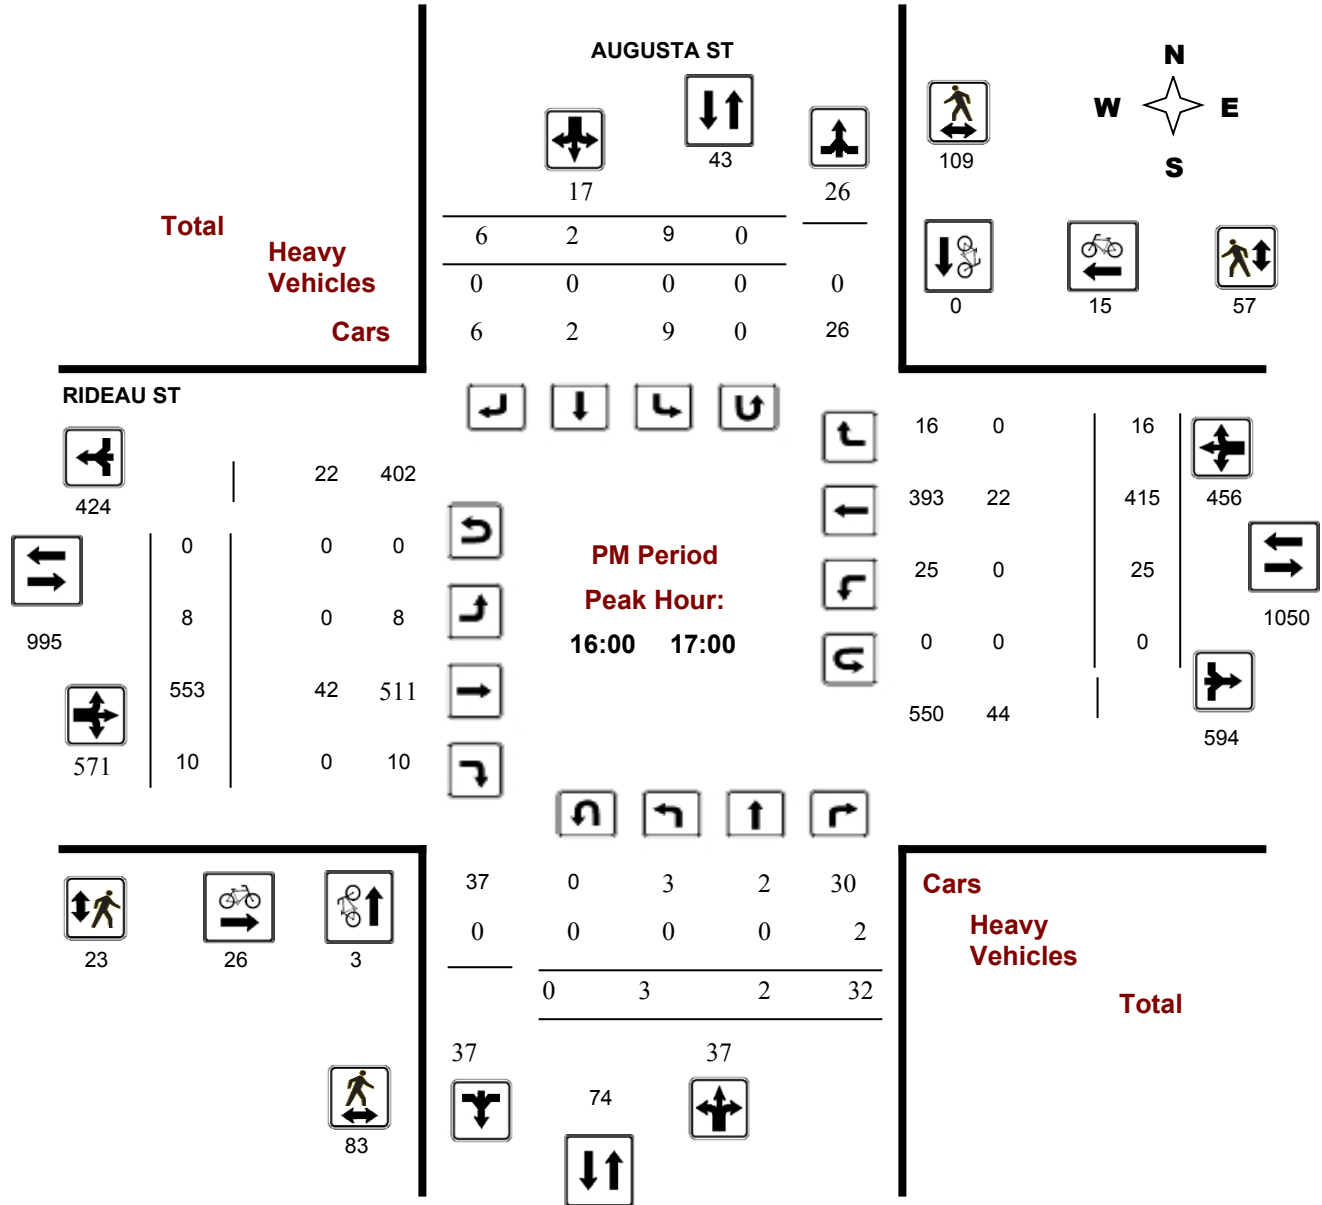 AUGUSTA ST
N
W E
S
43
109
17
26
Total
6 2 9 0
Heavy
Vehicles
0 0 0 0 0
0 15 57
Cars
6 2 9 0 26
RIDEAU ST
16 0 16
22 402
424
393 22 415 456
0 0 0
PM Period
25 0 25
Peak Hour:
8 0 8
1050
995
16:00 17:00
0 0 0
553 42 511
550 44
594
571 10 0 10
37 0 3 2 30
Cars
0 0 0 0 2
Heavy
Vehicles
23 26 3
0 3 2 32
Total
37 37
74
83